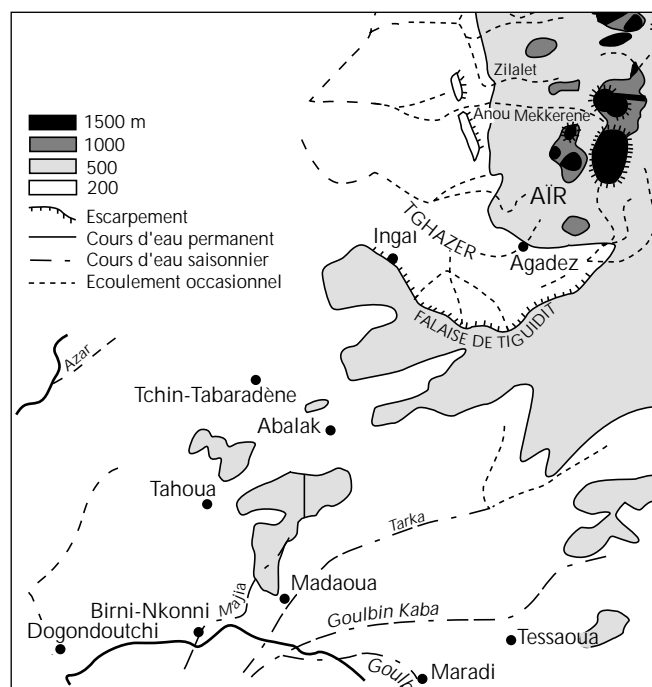 Zilalet
Anou Mekkerene
1500 m
1000
500
200
AÏR
Escarpement
Cours d'eau permanent
Cours d'eau saisonnier
Ecoulement occasionnel
TGHAZER
Ingal
Agadez
FALAISE DE TIGUIDIT
Azar
Tchin-Tabaradène
Abalak
Tahoua
Tarka
Madaoua
Majia
Birni-Nkonni
Goulbin Kaba
Dogondoutchi
Tessaoua
Goulb
Maradi